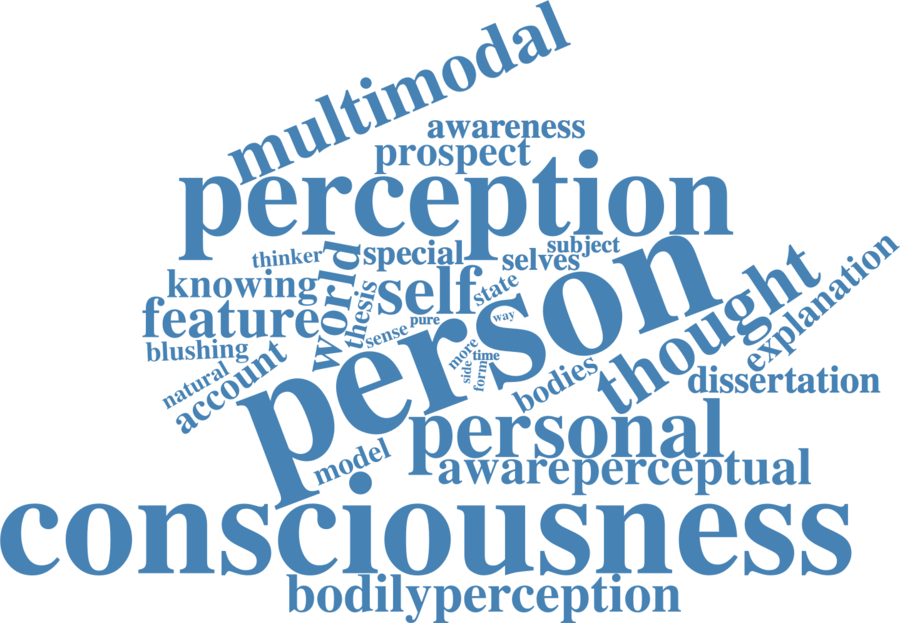 multimodal
awareness
prospect
perception
thinker
world
special
subject
selves
knowing
self
state
person
thought
explanation
feature
thesis
sense
pure
way
blushing
account
natural
more
time
side
form
bodies
dissertation
personal
model
awareperceptual
consciousness
bodilyperception